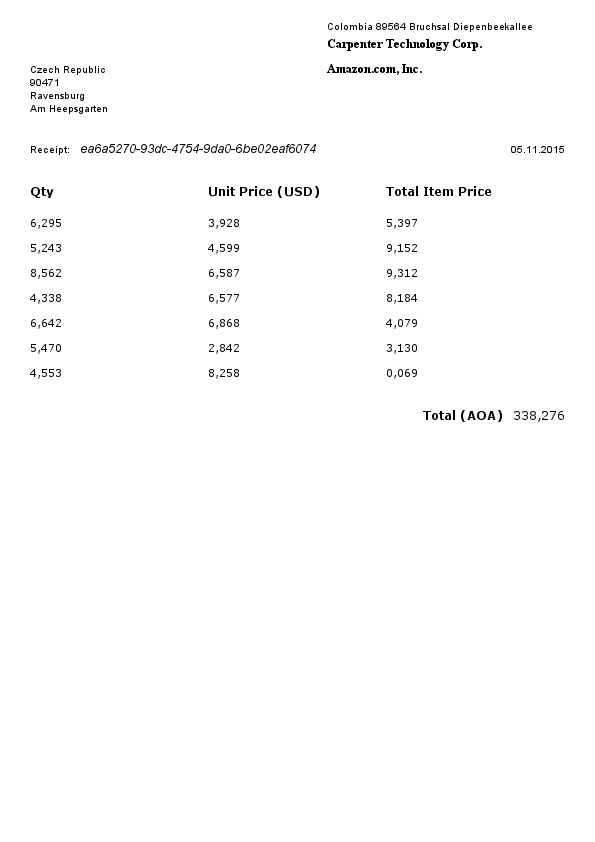 Colombia 89564 Bruchsal Diepenbeekallee
Carpenter Technology Corp.
Amazon.com, Inc.
Czech Republic
90471
Ravensburg
Am Heepsgarten
Receipt: ea6a5270-93dc-4754-9da0-6be02eaf6074 05.11.2015
Qty Unit Price (USD) Total Item Price
6,295 3,928 5,397
5,243 4,599 9,152
8,562 6,587 9,312
4,338 6,577 8,184
6,642 6,868 4,079
5,470 2,842 3,130
4,553 8,258 0,069
Total (AOA) 338,276